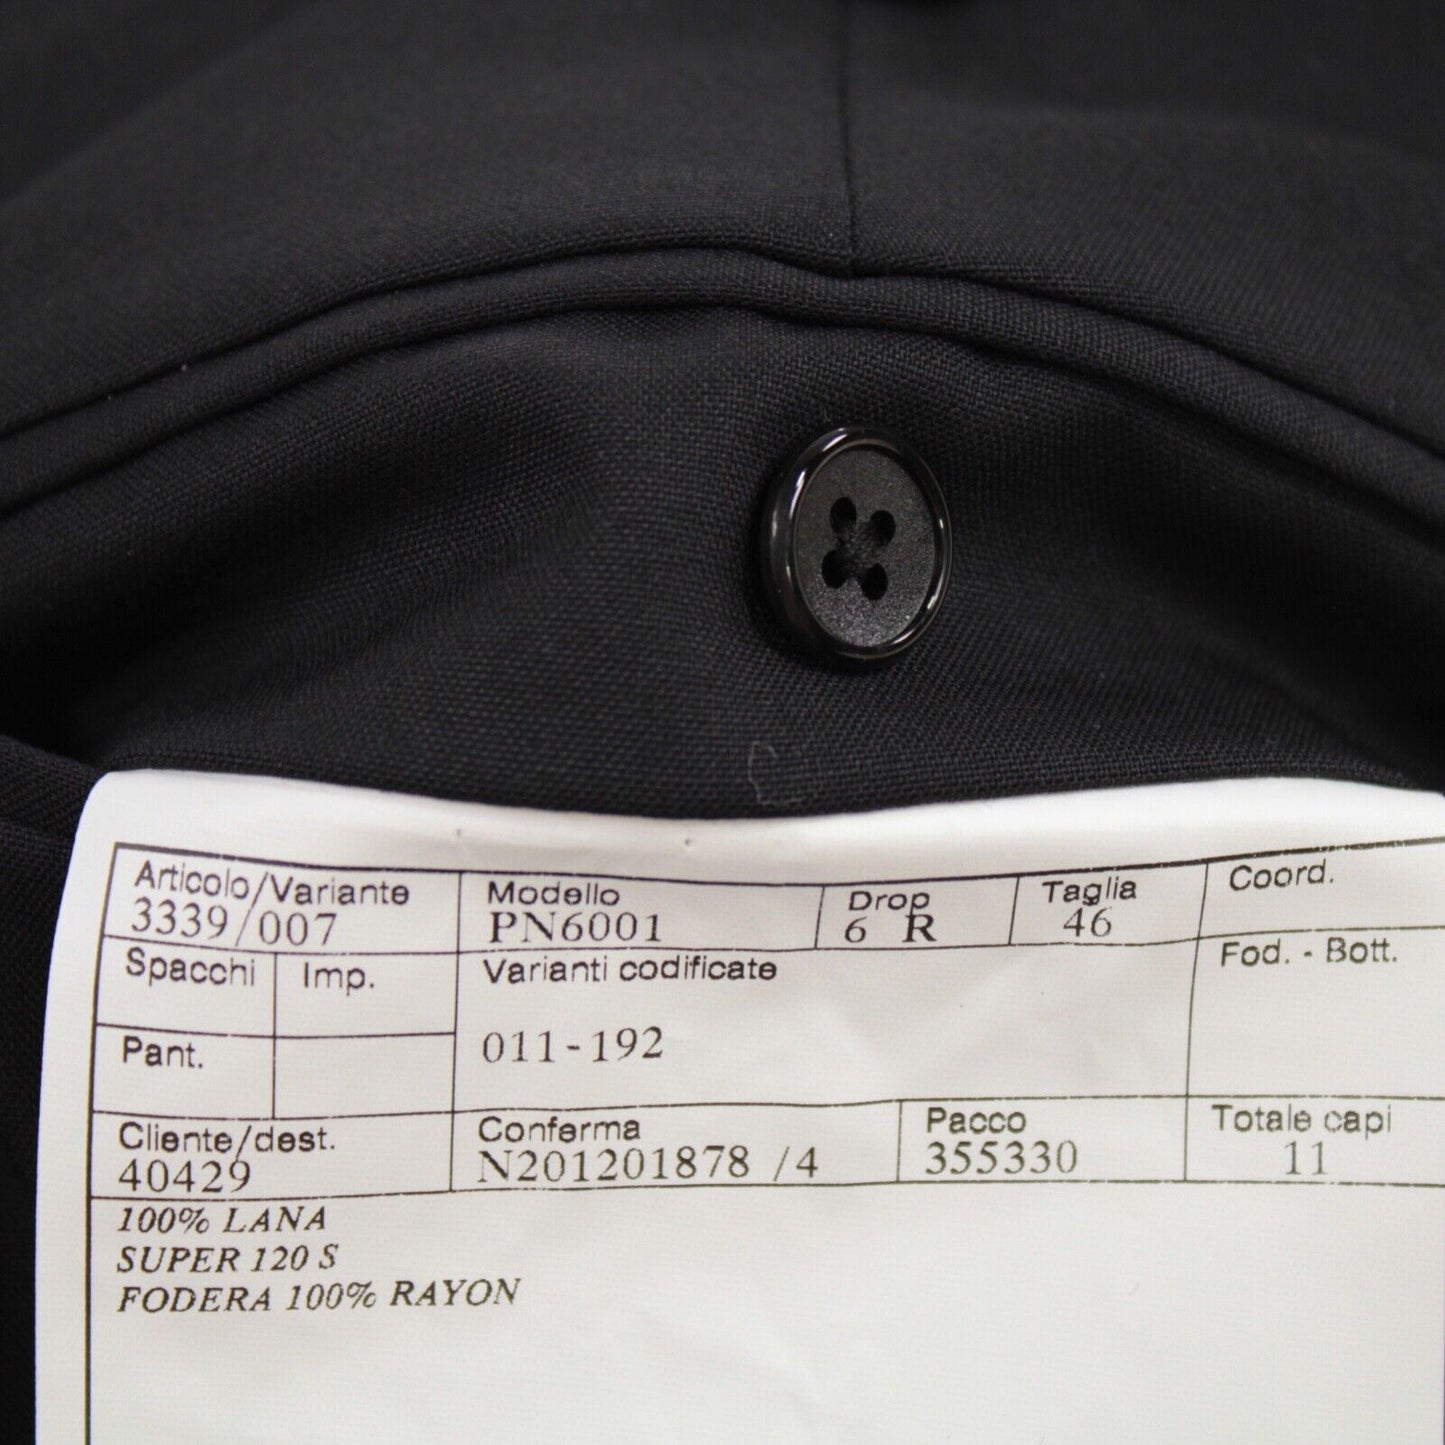 Articolo/Variante Modello Drop Taglia Coord.
3339/007 PN6001 6 R 46
Spacchi Imp. Varianti codificate Fod. - Bott.
Pant. 011-192
Cliente/dest. Conferma Pacco Totale capi
40429 N201201878 /4 355330 11
100% LANA
SUPER 120 S
FODERA 100% RAYON